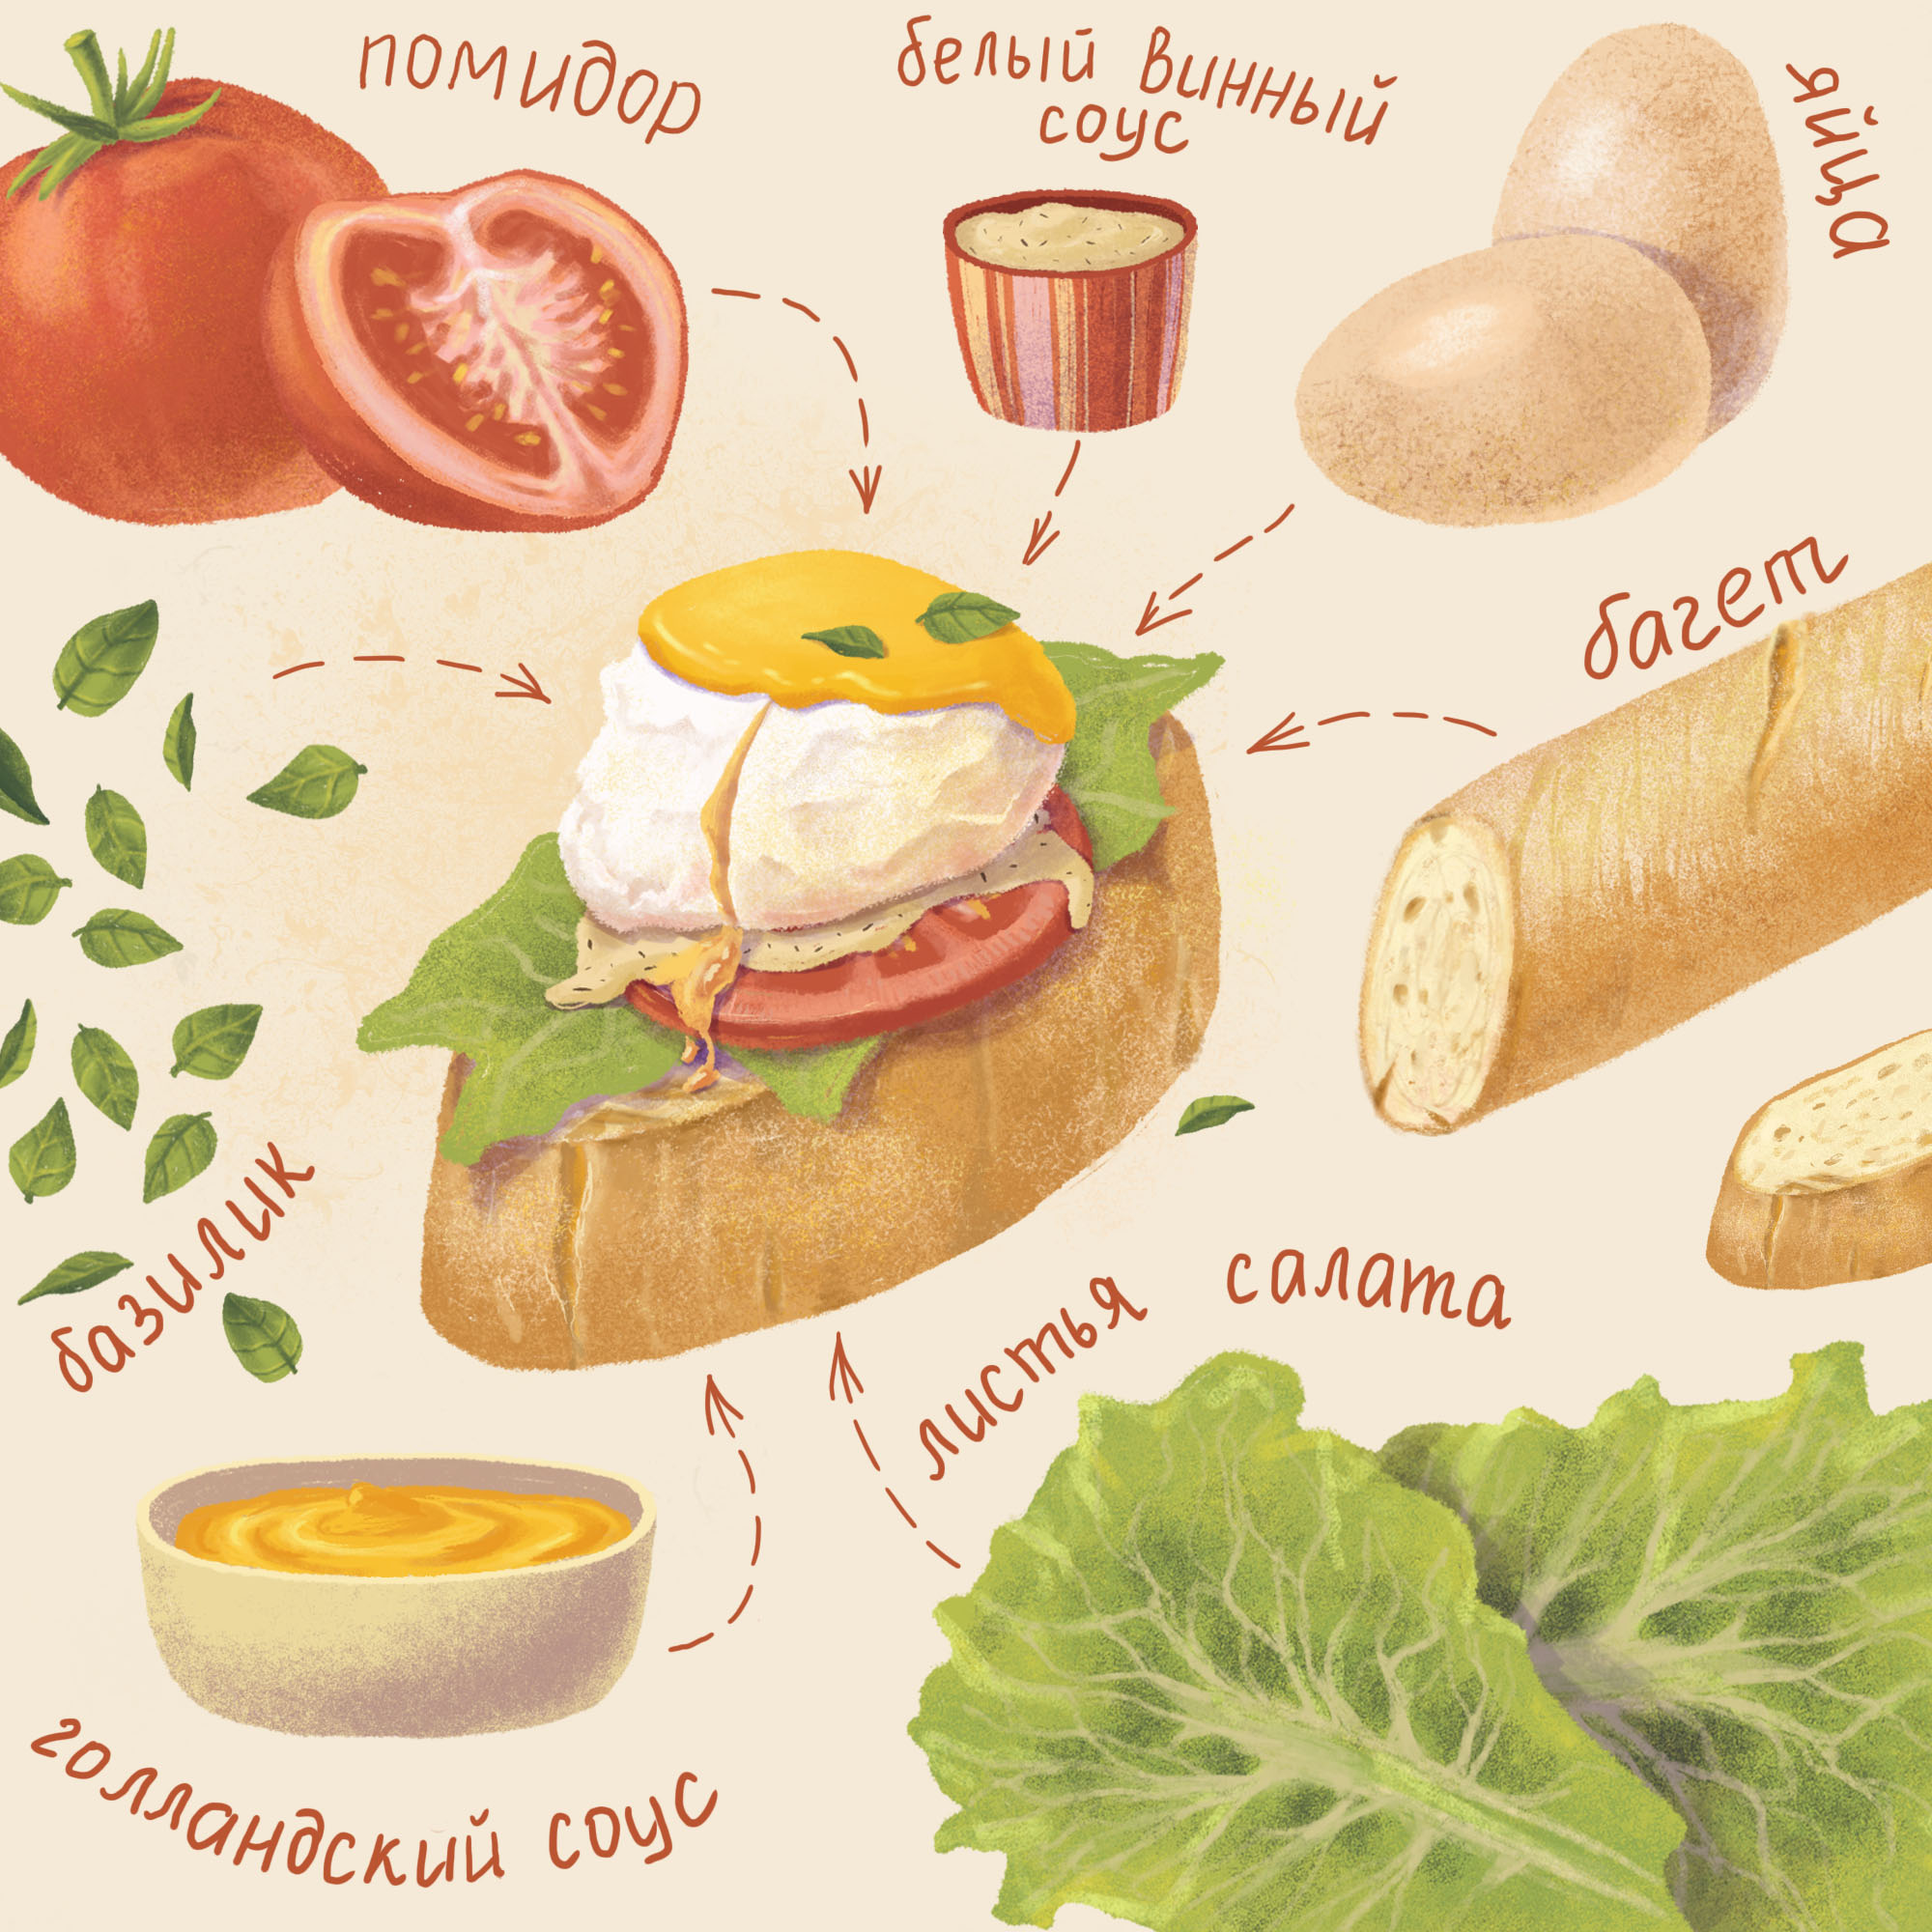 помидор
белый винный
соус
яйца
багет
базилик
листья салата
голландский соус